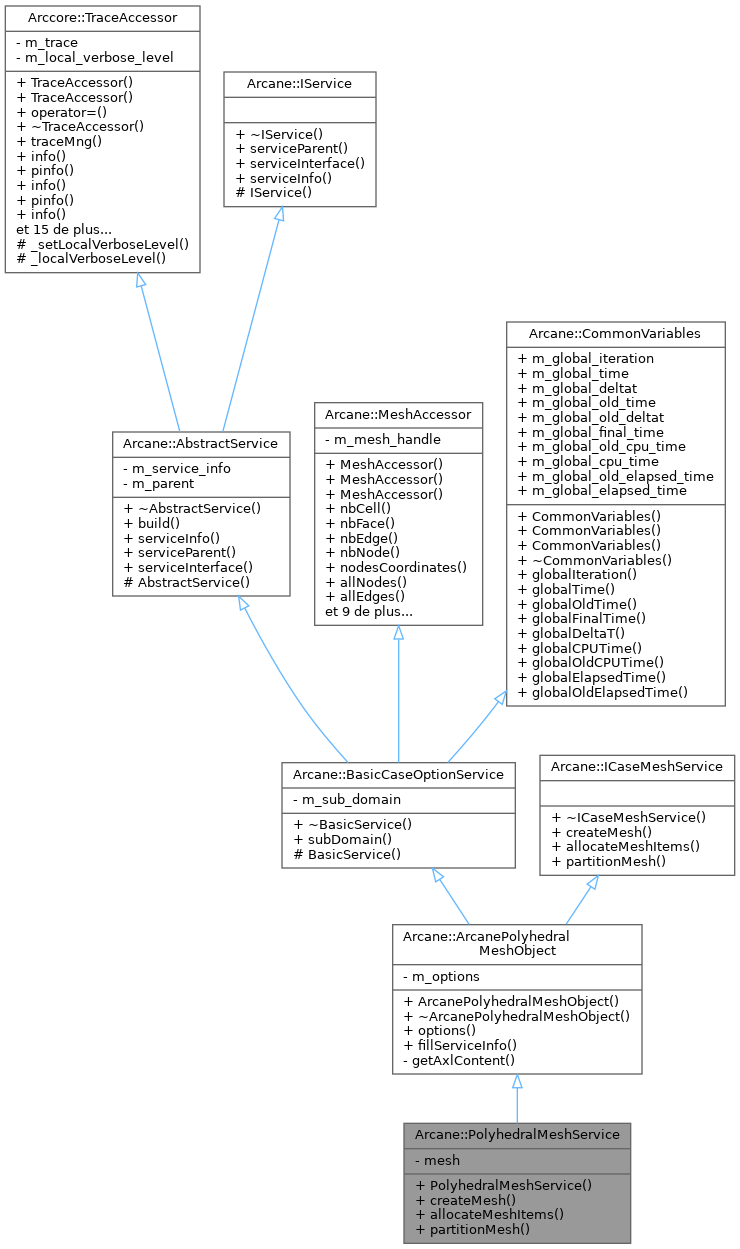 Arccore::TraceAccessor
- m_trace
- m_local_verbose_level
+ TraceAccessor()
+ TraceAccessor()
+ operator=()
+ ~TraceAccessor()
+ traceMng()
+ info()
+ pinfo()
+ info()
+ pinfo()
+ info()
et 15 de plus...
# _setLocalVerboseLevel()
# _localVerboseLevel()
Arcane::IService
+ ~IService()
+ serviceParent()
+ serviceInterface()
+ serviceInfo()
# IService()
Arcane::CommonVariables
+ m_global_iteration
+ m_global_time
+ m_global_deltat
+ m_global_old_time
+ m_global_old_deltat
+ m_global_final_time
+ m_global_old_cpu_time
+ m_global_cpu_time
+ m_global_old_elapsed_time
+ m_global_elapsed_time
+ CommonVariables()
+ CommonVariables()
+ CommonVariables()
+ ~CommonVariables()
+ globalIteration()
+ globalTime()
+ globalOldTime()
+ globalFinalTime()
+ globalDeltaT()
+ globalCPUTime()
+ globalOldCPUTime()
+ globalElapsedTime()
+ globalOldElapsedTime()
Arcane::MeshAccessor
- m_mesh_handle
+ MeshAccessor()
+ MeshAccessor()
+ MeshAccessor()
+ nbCell()
+ nbFace()
+ nbEdge()
+ nbNode()
+ nodesCoordinates()
+ allNodes()
+ allEdges()
et 9 de plus...
Arcane::AbstractService
- m_service_info
- m_parent
+ ~AbstractService()
+ build()
+ serviceInfo()
+ serviceParent()
+ serviceInterface()
# AbstractService()
Arcane::BasicCaseOptionService
- m_sub_domain
+ ~BasicService()
+ subDomain()
# BasicService()
Arcane::ICaseMeshService
+ ~ICaseMeshService()
+ createMesh()
+ allocateMeshItems()
+ partitionMesh()
Arcane::ArcanePolyhedral
MeshObject
- m_options
+ ArcanePolyhedralMeshObject()
+ ~ArcanePolyhedralMeshObject()
+ options()
+ fillServiceInfo()
- getAxlContent()
Arcane::PolyhedralMeshService
- mesh
+ PolyhedralMeshService()
+ createMesh()
+ allocateMeshItems()
+ partitionMesh()